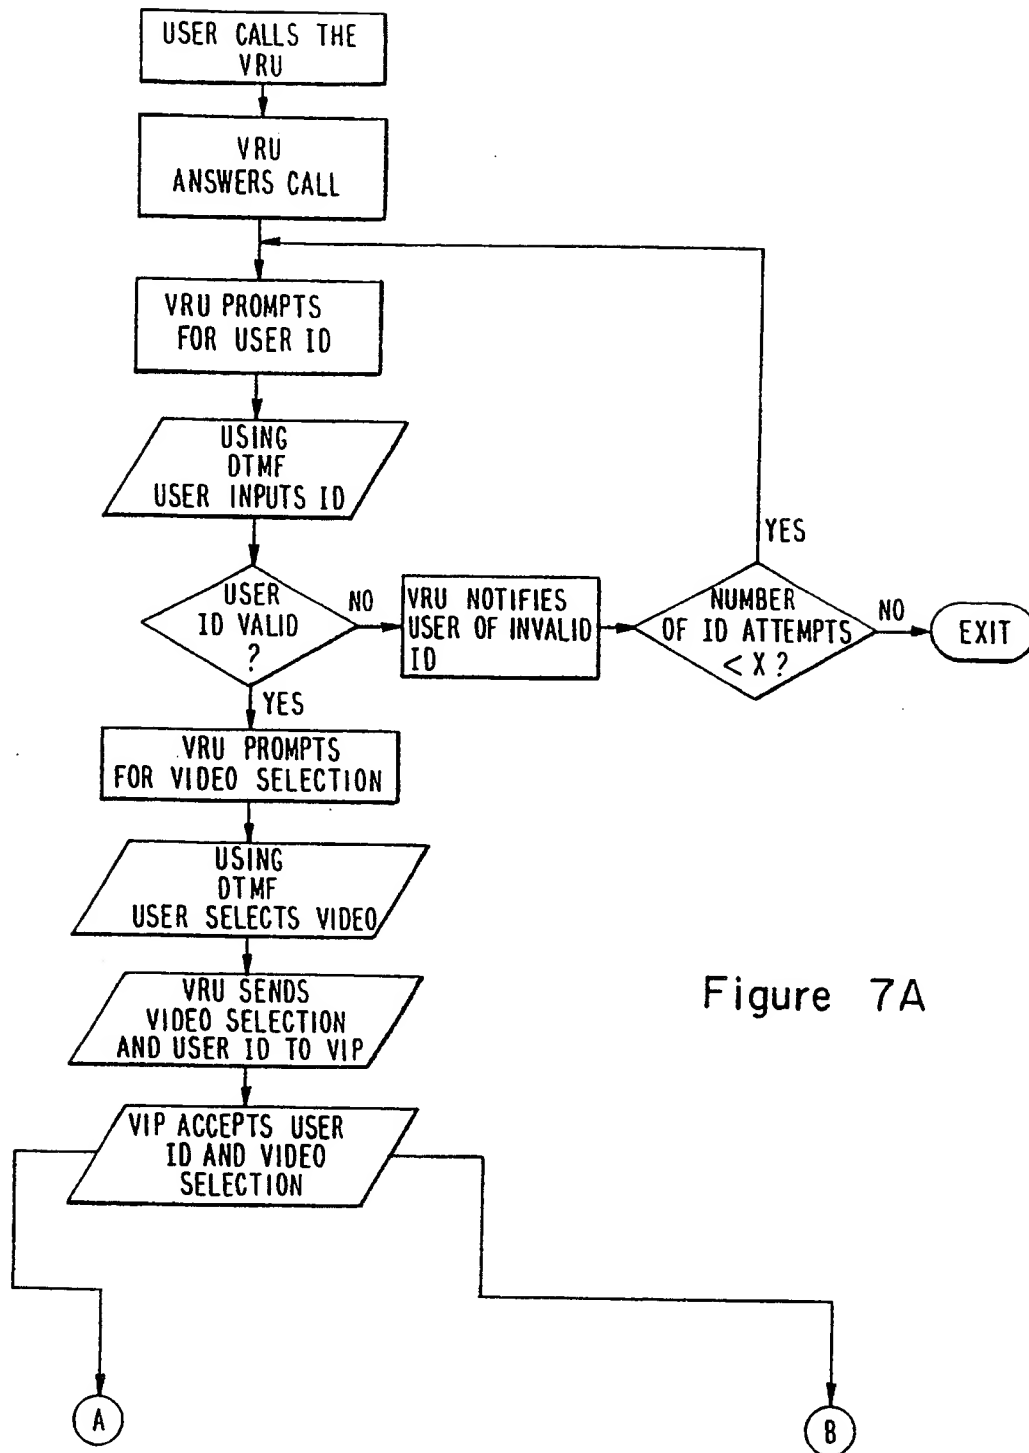 USER CALLS THE
VRU
VRU
ANSWERS CALL
VRU PROMPTS
FOR USER ID
USING
DTMF
USER INPUTS ID
YES
USER
ID VALID
?
NO
VRU NOTIFIES
USER OF INVALID
ID
NUMBER
OF ID ATTEMPTS
< X ?
NO
EXIT
YES
VRU PROMPTS
FOR VIDEO SELECTION
USING
DTMF
USER SELECTS VIDEO
VRU SENDS
VIDEO SELECTION
AND USER ID TO VIP
Figure 7A
VIP ACCEPTS USER
ID AND VIDEO
SELECTION
A
B